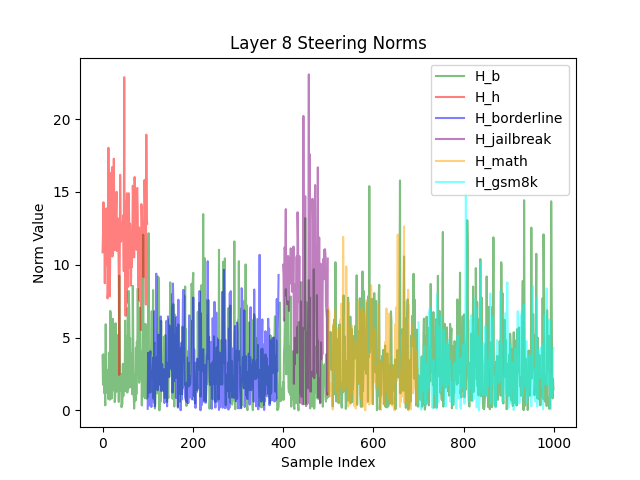 Layer 8 Steering Norms
Norm Value
20
15
10
5
0
0
200
400
600
800
1000
Sample Index
H_b
H_h
H_borderline
H_jailbreak
H_math
H_gsm8k